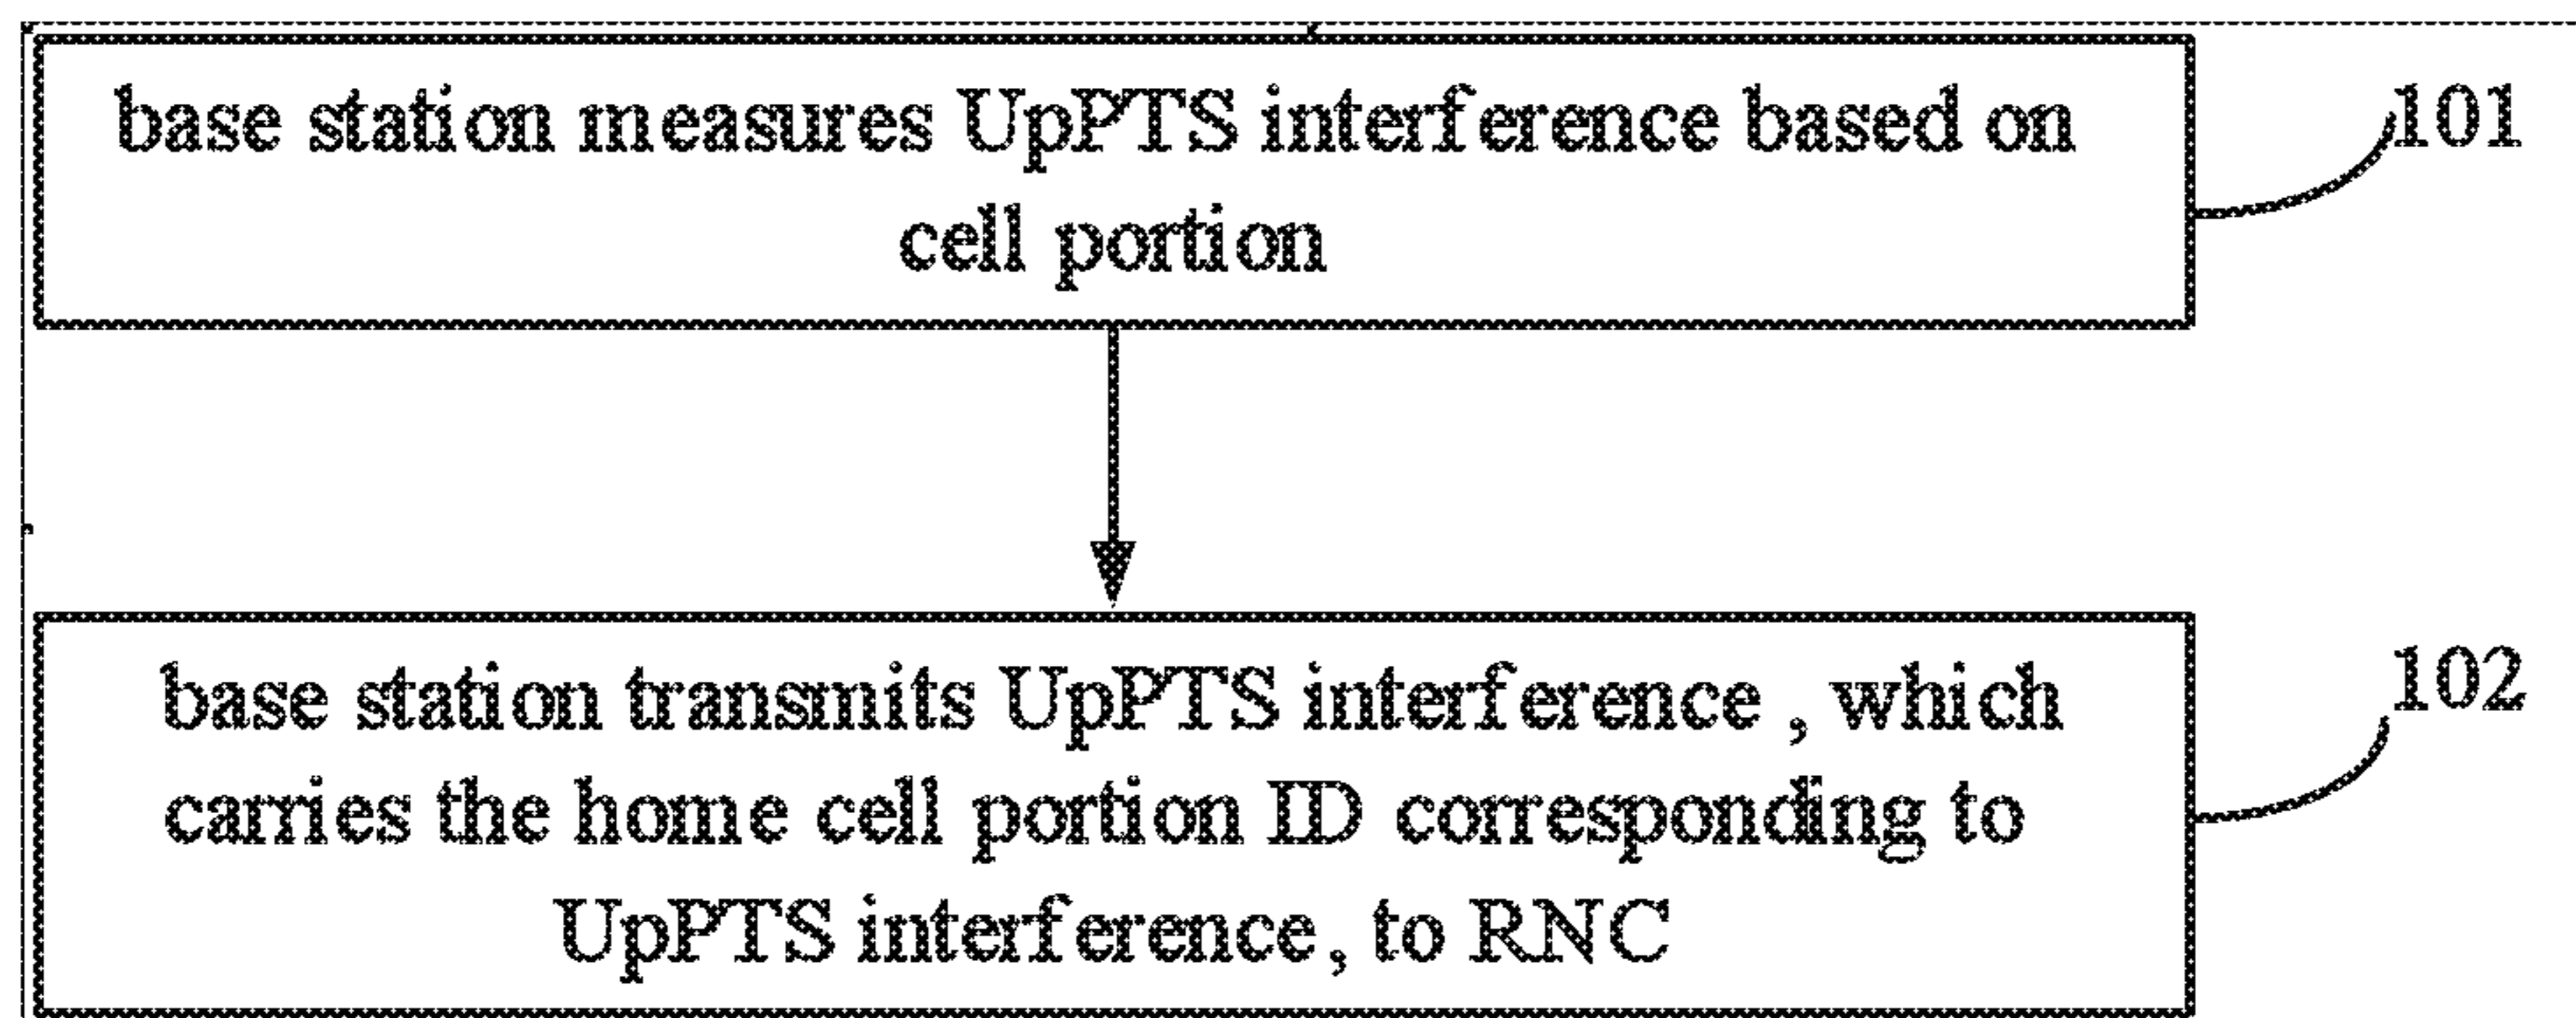 base station measures UpPTS interference based on
cell portion
101
base station transmits UpPTS interference , which
carries the home cell portion ID corresponding to
UpPTS interference, to RNC
102